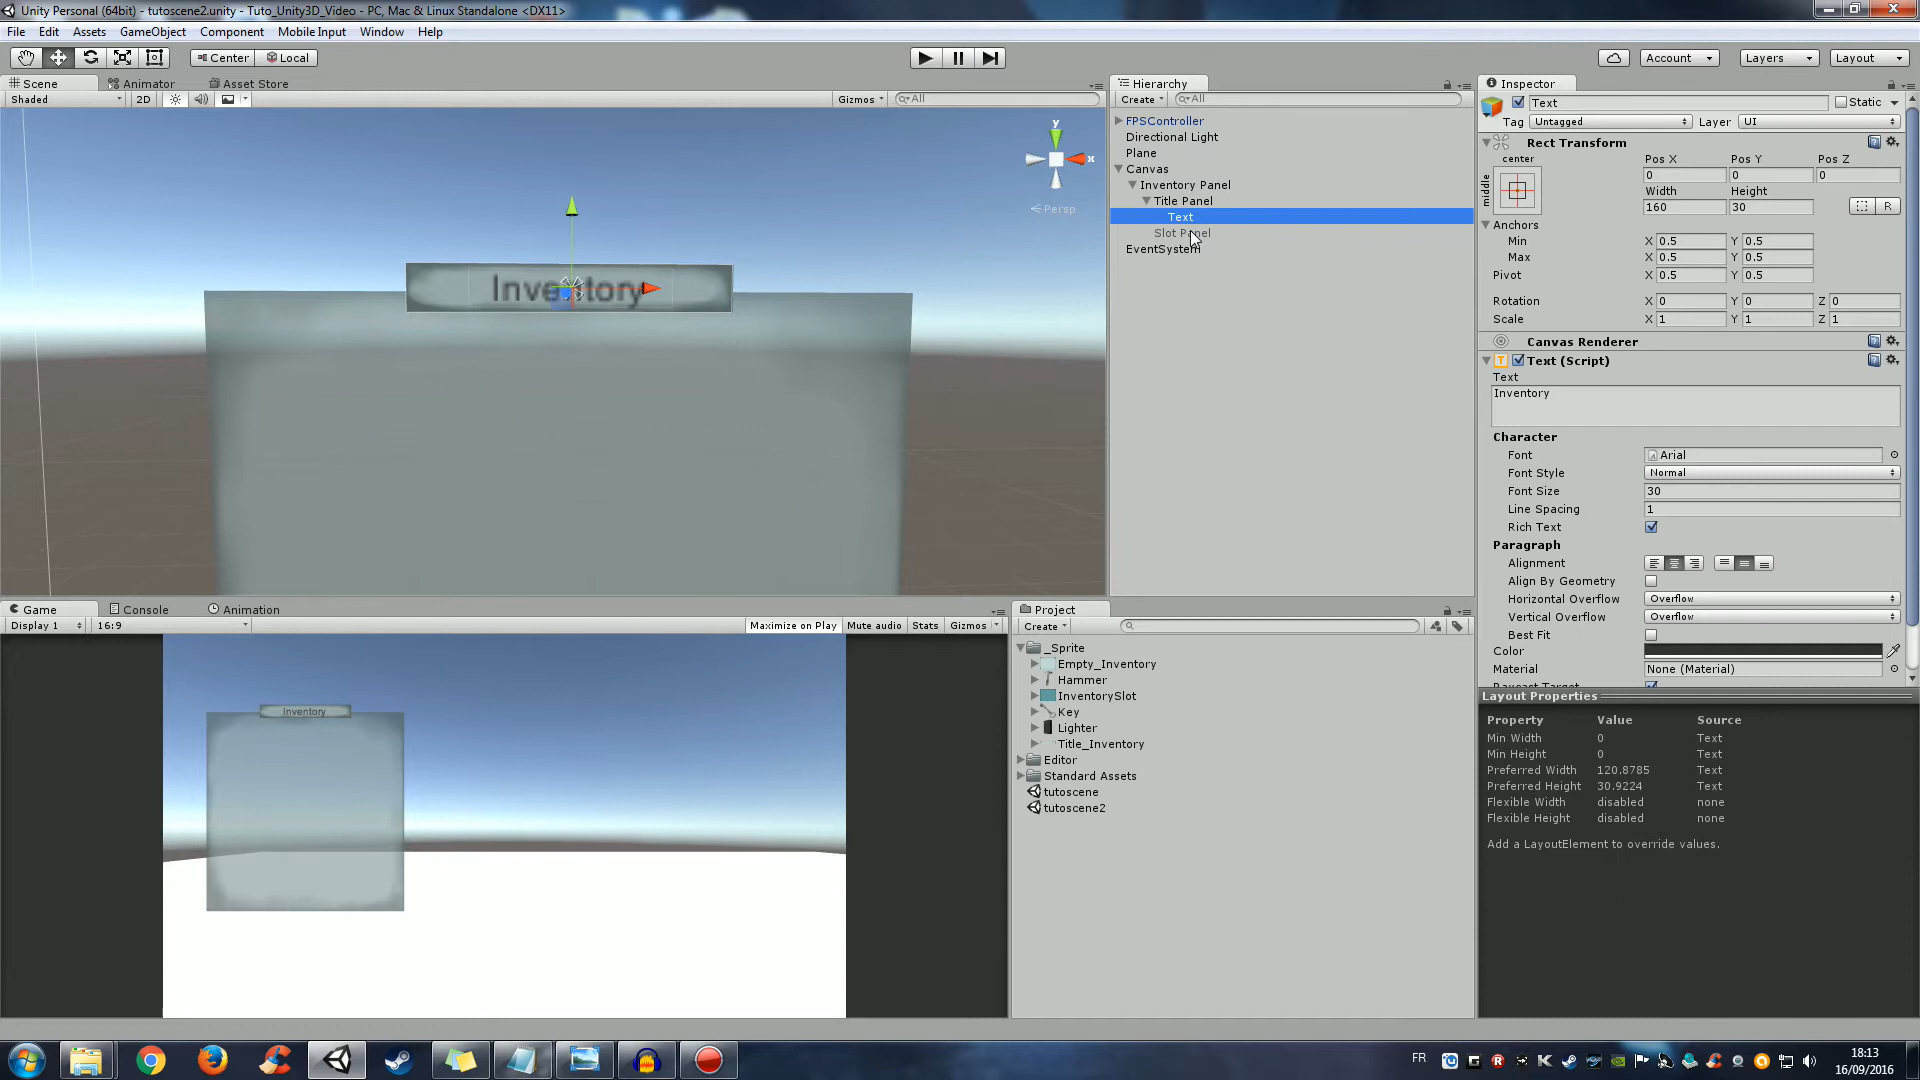 Unity Personal (64bit) - tutoscene2.unity - Tuto_Unity3D_Video - PC, Mac & Linux Standalone <DX11>
File Edit Assets GameObject Component Mobile Input Window Help
Center Local Account Layers Layout
Scene Animator Asset Store
Shaded 2D Gizmos All
y
x
Persp
Inventory
Hierarchy
Create All
FPSController
Directional Light
Plane
Canvas
Inventory Panel
Title Panel
Text
Slot Panel
EventSystem
Inspector
Text Static
Tag Untagged Layer UI
Rect Transform
center
middle
Pos X Pos Y Pos Z
0 0 0
Width Height
160 30
R
Anchors
Min X 0.5 Y 0.5
Max X 0.5 Y 0.5
Pivot X 0.5 Y 0.5
Rotation X 0 Y 0 Z 0
Scale X 1 Y 1 Z 1
Canvas Renderer
Text (Script)
Text
Inventory
Character
Font Arial
Font Style Normal
Font Size 30
Line Spacing 1
Rich Text
Paragraph
Alignment
Align By Geometry
Horizontal Overflow Overflow
Vertical Overflow Overflow
Best Fit
Color
Material None (Material)
Raycast Target
Layout Properties
Property Value Source
Min Width 0 Text
Min Height 0 Text
Preferred Width 120.8785 Text
Preferred Height 30.9224 Text
Flexible Width disabled none
Flexible Height disabled none
Add a LayoutElement to override values.
Game Console Animation
Display 1 16:9 Maximize on Play Mute audio Stats Gizmos
Inventory
Project
Create
_Sprite
Empty_Inventory
Hammer
InventorySlot
Key
Lighter
Title_Inventory
Editor
Standard Assets
tutoscene
tutoscene2
FR
18:13
16/09/2016